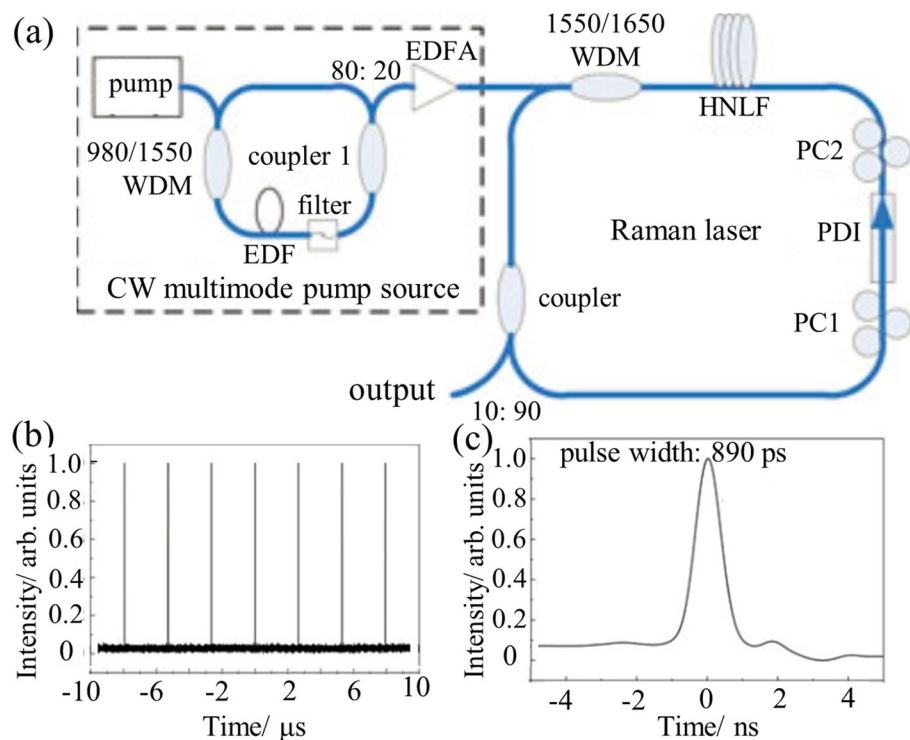 (a)
1550/1650
WDM
EDFA
80: 20
pump
HNLF
980/1550
WDM
coupler 1
PC2
filter
EDF
Raman laser
PDI
CW multimode pump source
coupler
PC1
output
10: 90
(b)
Intensity/ arb. units
1.0
0.8
0.6
0.4
0.2
0
-10
-6
-2
2
6
10
Time/ μs
(c)
pulse width: 890 ps
Intensity/ arb. units
1.0
0.8
0.6
0.4
0.2
0
-4
-2
0
2
4
Time/ ns